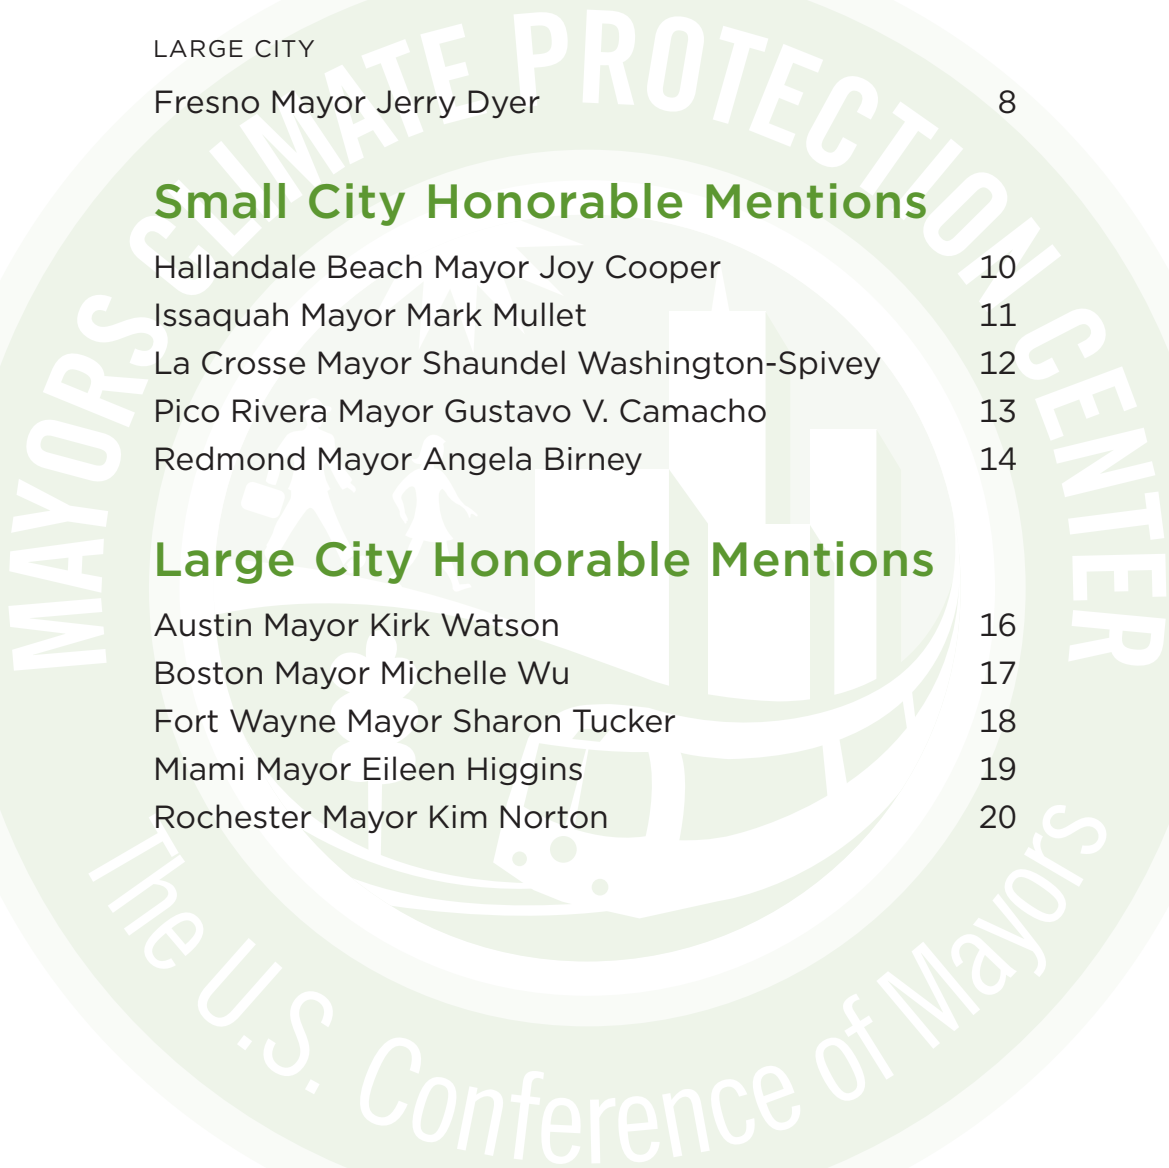 LARGE CITY
Fresno Mayor Jerry Dyer 8
Small City Honorable Mentions
Hallandale Beach Mayor Joy Cooper 10
Issaquah Mayor Mark Mullet 11
La Crosse Mayor Shaundel Washington-Spivey 12
Pico Rivera Mayor Gustavo V. Camacho 13
Redmond Mayor Angela Birney 14
Large City Honorable Mentions
Austin Mayor Kirk Watson 16
Boston Mayor Michelle Wu 17
Fort Wayne Mayor Sharon Tucker 18
Miami Mayor Eileen Higgins 19
Rochester Mayor Kim Norton 20
MAYORS CLIMATE PROTECTION CENTER
The U.S. Conference of Mayors